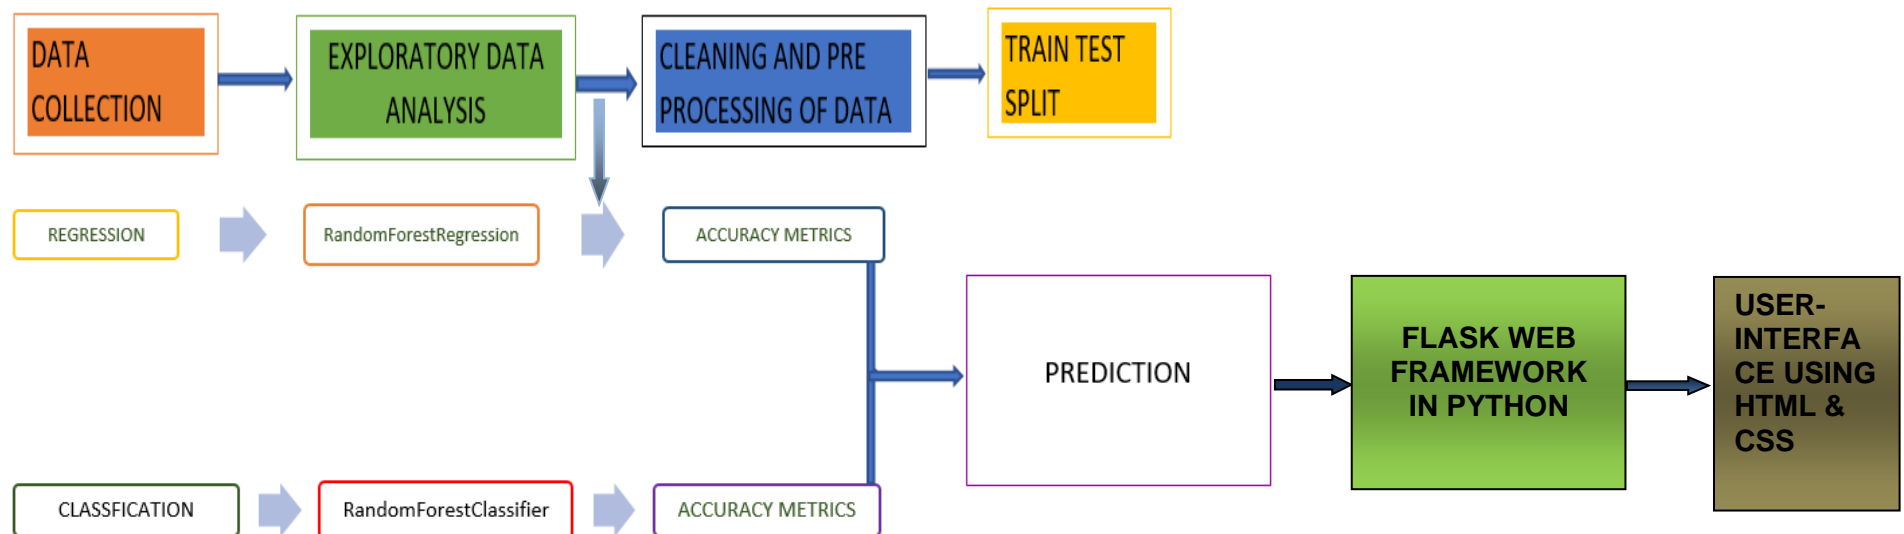 DATA
COLLECTION
EXPLORATORY DATA
ANALYSIS
CLEANING AND PRE
PROCESSING OF DATA
TRAIN TEST
SPLIT
REGRESSION
RandomForestRegression
ACCURACY METRICS
PREDICTION
FLASK WEB
FRAMEWORK
IN PYTHON
USER-
INTERFA
CE USING
HTML &
CSS
CLASSFICATION
RandomForestClassifier
ACCURACY METRICS